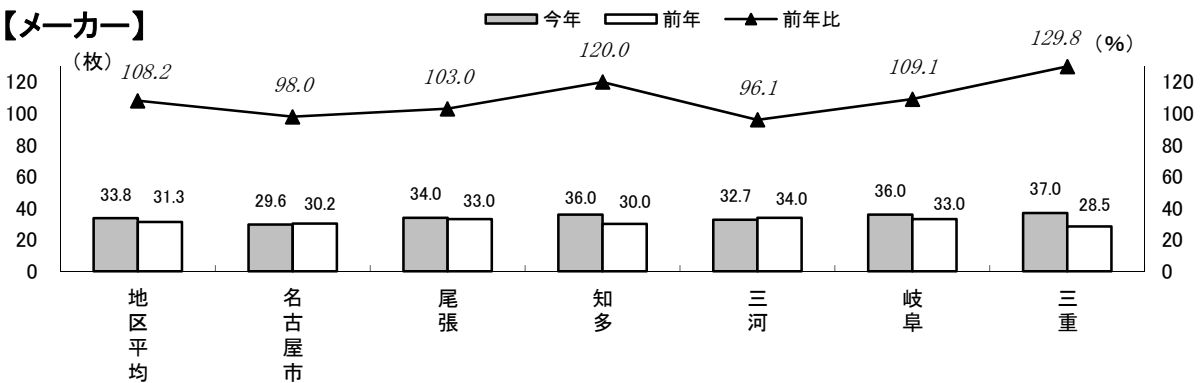 【メーカー】
今年 前年 前年比
（枚） （%）
108.2 98.0 103.0 120.0 96.1 109.1 129.8
120 120
100 100
80 80
60 60
40 40
20 20
0 0
33.8 31.3 29.6 30.2 34.0 33.0 36.0 30.0 32.7 34.0 36.0 33.0 37.0 28.5
地区平均
名古屋市
尾張
知多
三河
岐阜
三重